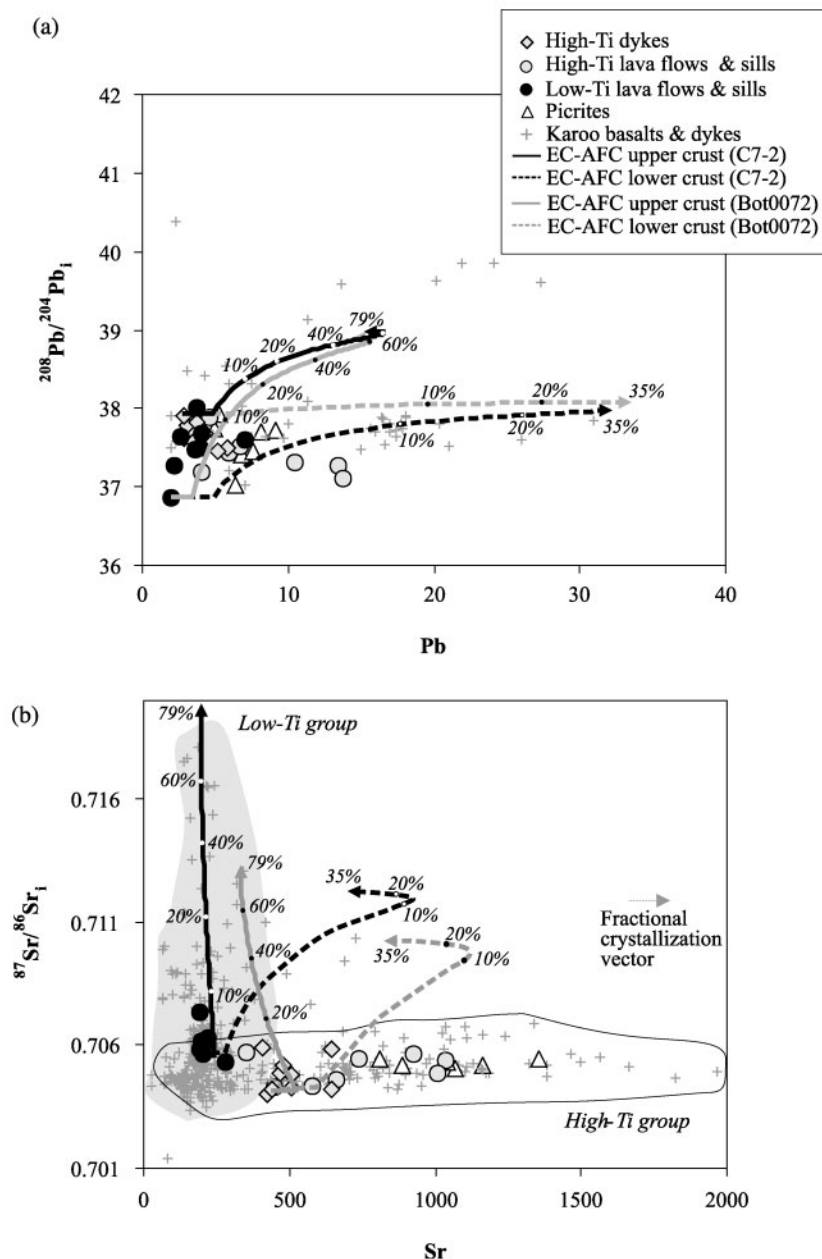 (a)
High-Ti dykes
High-Ti lava flows & sills
Low-Ti lava flows & sills
Picrites
Karoo basalts & dykes
EC-AFC upper crust (C7-2)
EC-AFC lower crust (C7-2)
EC-AFC upper crust (Bot0072)
EC-AFC lower crust (Bot0072)
42
41
40
39
38
37
36
208Pb/204Pbi
79%
40%
60%
20%
10%
40%
20%
10%
10%
20%
35%
10%
20%
35%
0
10
20
30
40
Pb
(b)
79%
Low-Ti group
60%
0.716
40%
79%
35%
20%
20%
60%
10%
0.711
20%
40%
35%
10%
10%
20%
Fractional
crystallization
vector
0.706
High-Ti group
0.701
87Sr/86Sri
0
500
1000
1500
2000
Sr